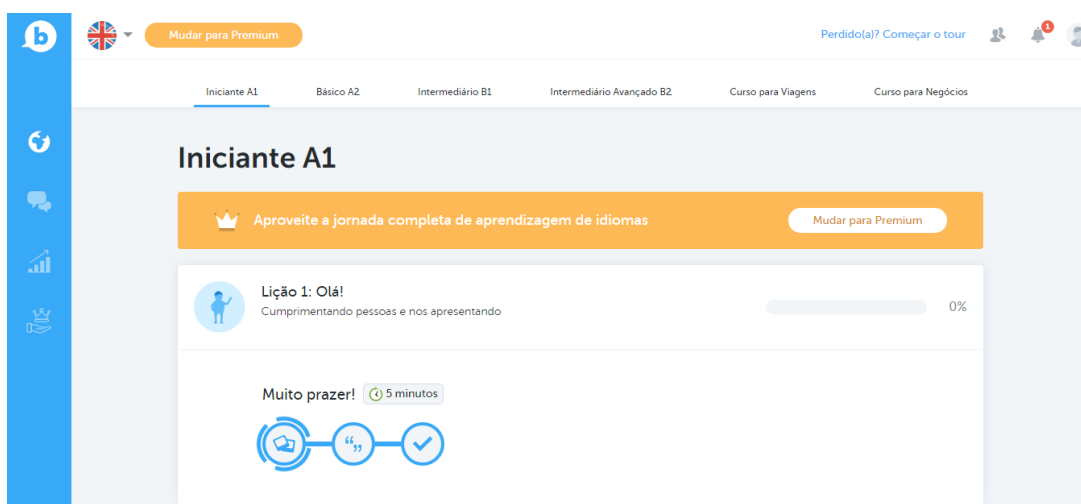 b
Mudar para Premium
Perdido(a)? Começar o tour
1
Iniciante A1
Básico A2
Intermediário B1
Intermediário Avançado B2
Curso para Viagens
Curso para Negócios
Iniciante A1
Aproveite a jornada completa de aprendizagem de idiomas
Mudar para Premium
Lição 1: Olá!
Cumprimentando pessoas e nos apresentando
0%
Muito prazer!
5 minutos